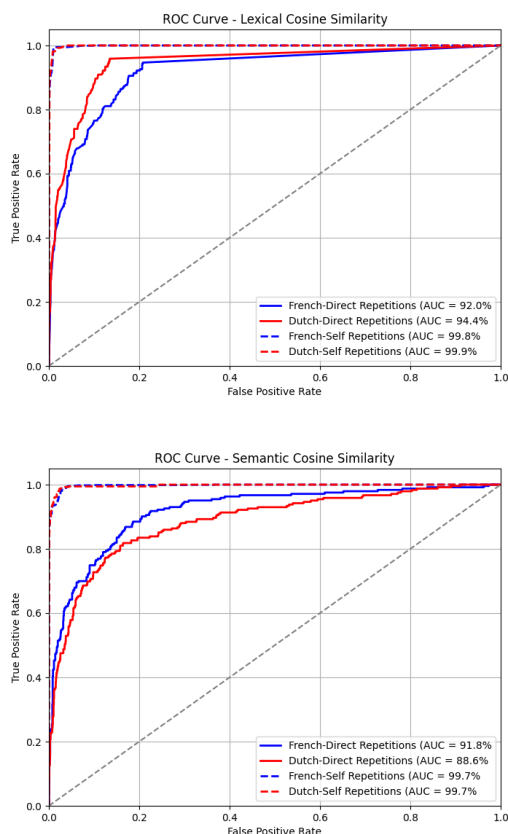 ROC Curve - Lexical Cosine Similarity
1.0
0.8
0.6
0.4
0.2
0.0
True Positive Rate
French-Direct Repetitions (AUC = 92.0%
Dutch-Direct Repetitions (AUC = 94.4%
French-Self Repetitions (AUC = 99.8%
Dutch-Self Repetitions (AUC = 99.9%
0.0 0.2 0.4 0.6 0.8 1.0
False Positive Rate
ROC Curve - Semantic Cosine Similarity
1.0
0.8
0.6
0.4
0.2
0.0
True Positive Rate
French-Direct Repetitions (AUC = 91.8%
Dutch-Direct Repetitions (AUC = 88.6%
French-Self Repetitions (AUC = 99.7%
Dutch-Self Repetitions (AUC = 99.7%
0.0 0.2 0.4 0.6 0.8 1.0
False Positive Rate